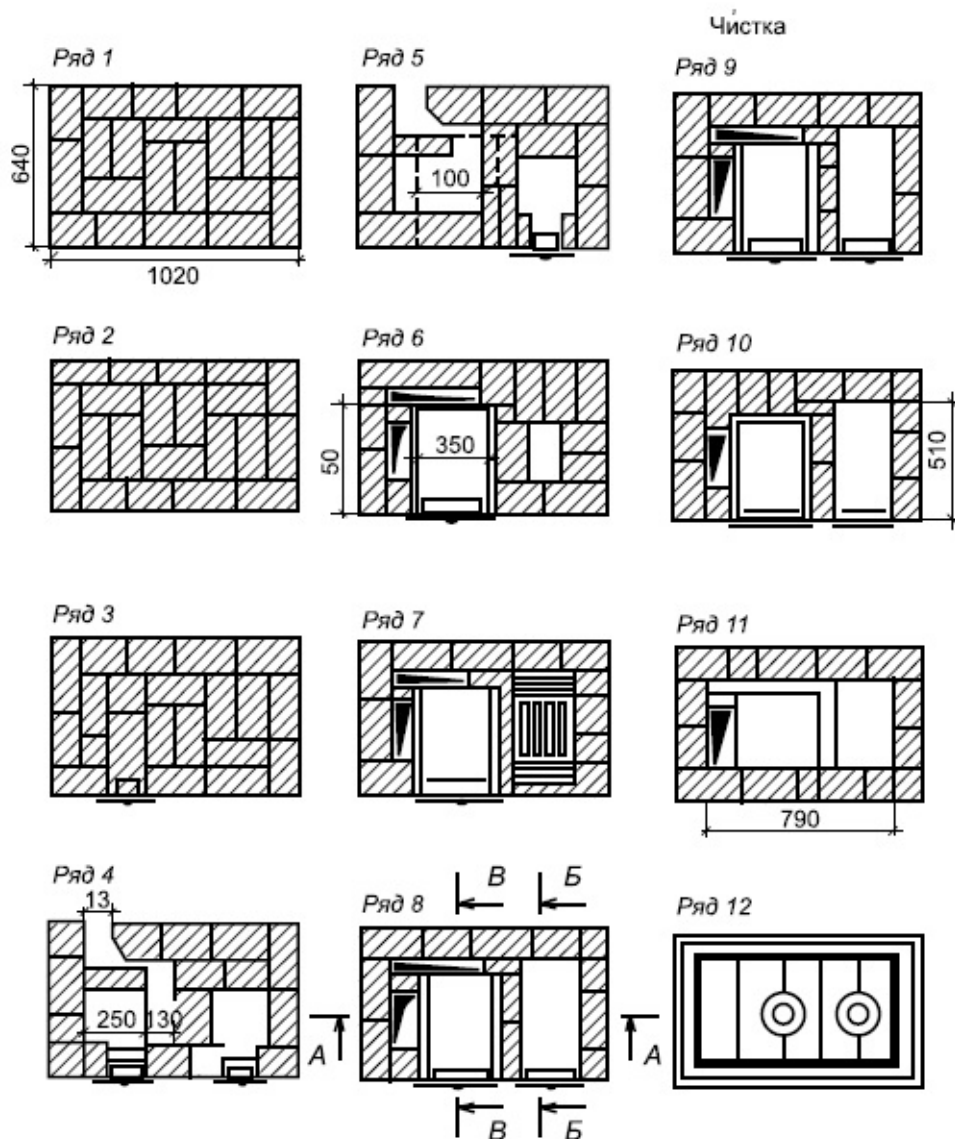 Чистка
Ряд 1
Ряд 5
Ряд 9
640
100
1020
Ряд 2
Ряд 6
Ряд 10
50
350
510
Ряд 3
Ряд 7
Ряд 11
790
Ряд 4
13
В
Б
Ряд 8
Ряд 12
250
130
А
А
В
Б